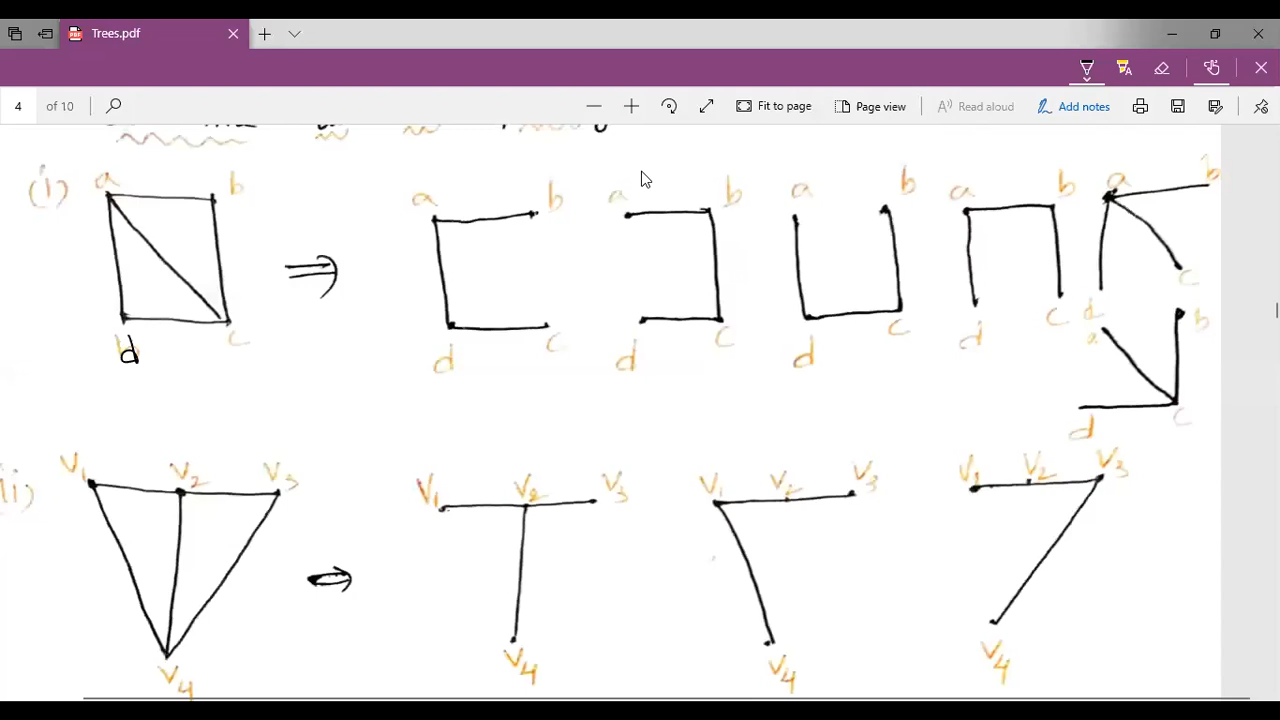 Trees.pdf
4 of 10
Fit to page
Page view
Read aloud
Add notes
(i) a b a b a b a b a b a b
d c d c d c d c d c d c
a b
d c
V1 V2 V3 V1 V2 V3 V1 V2 V3 V1 V2 V3
V4 V4 V4 V4